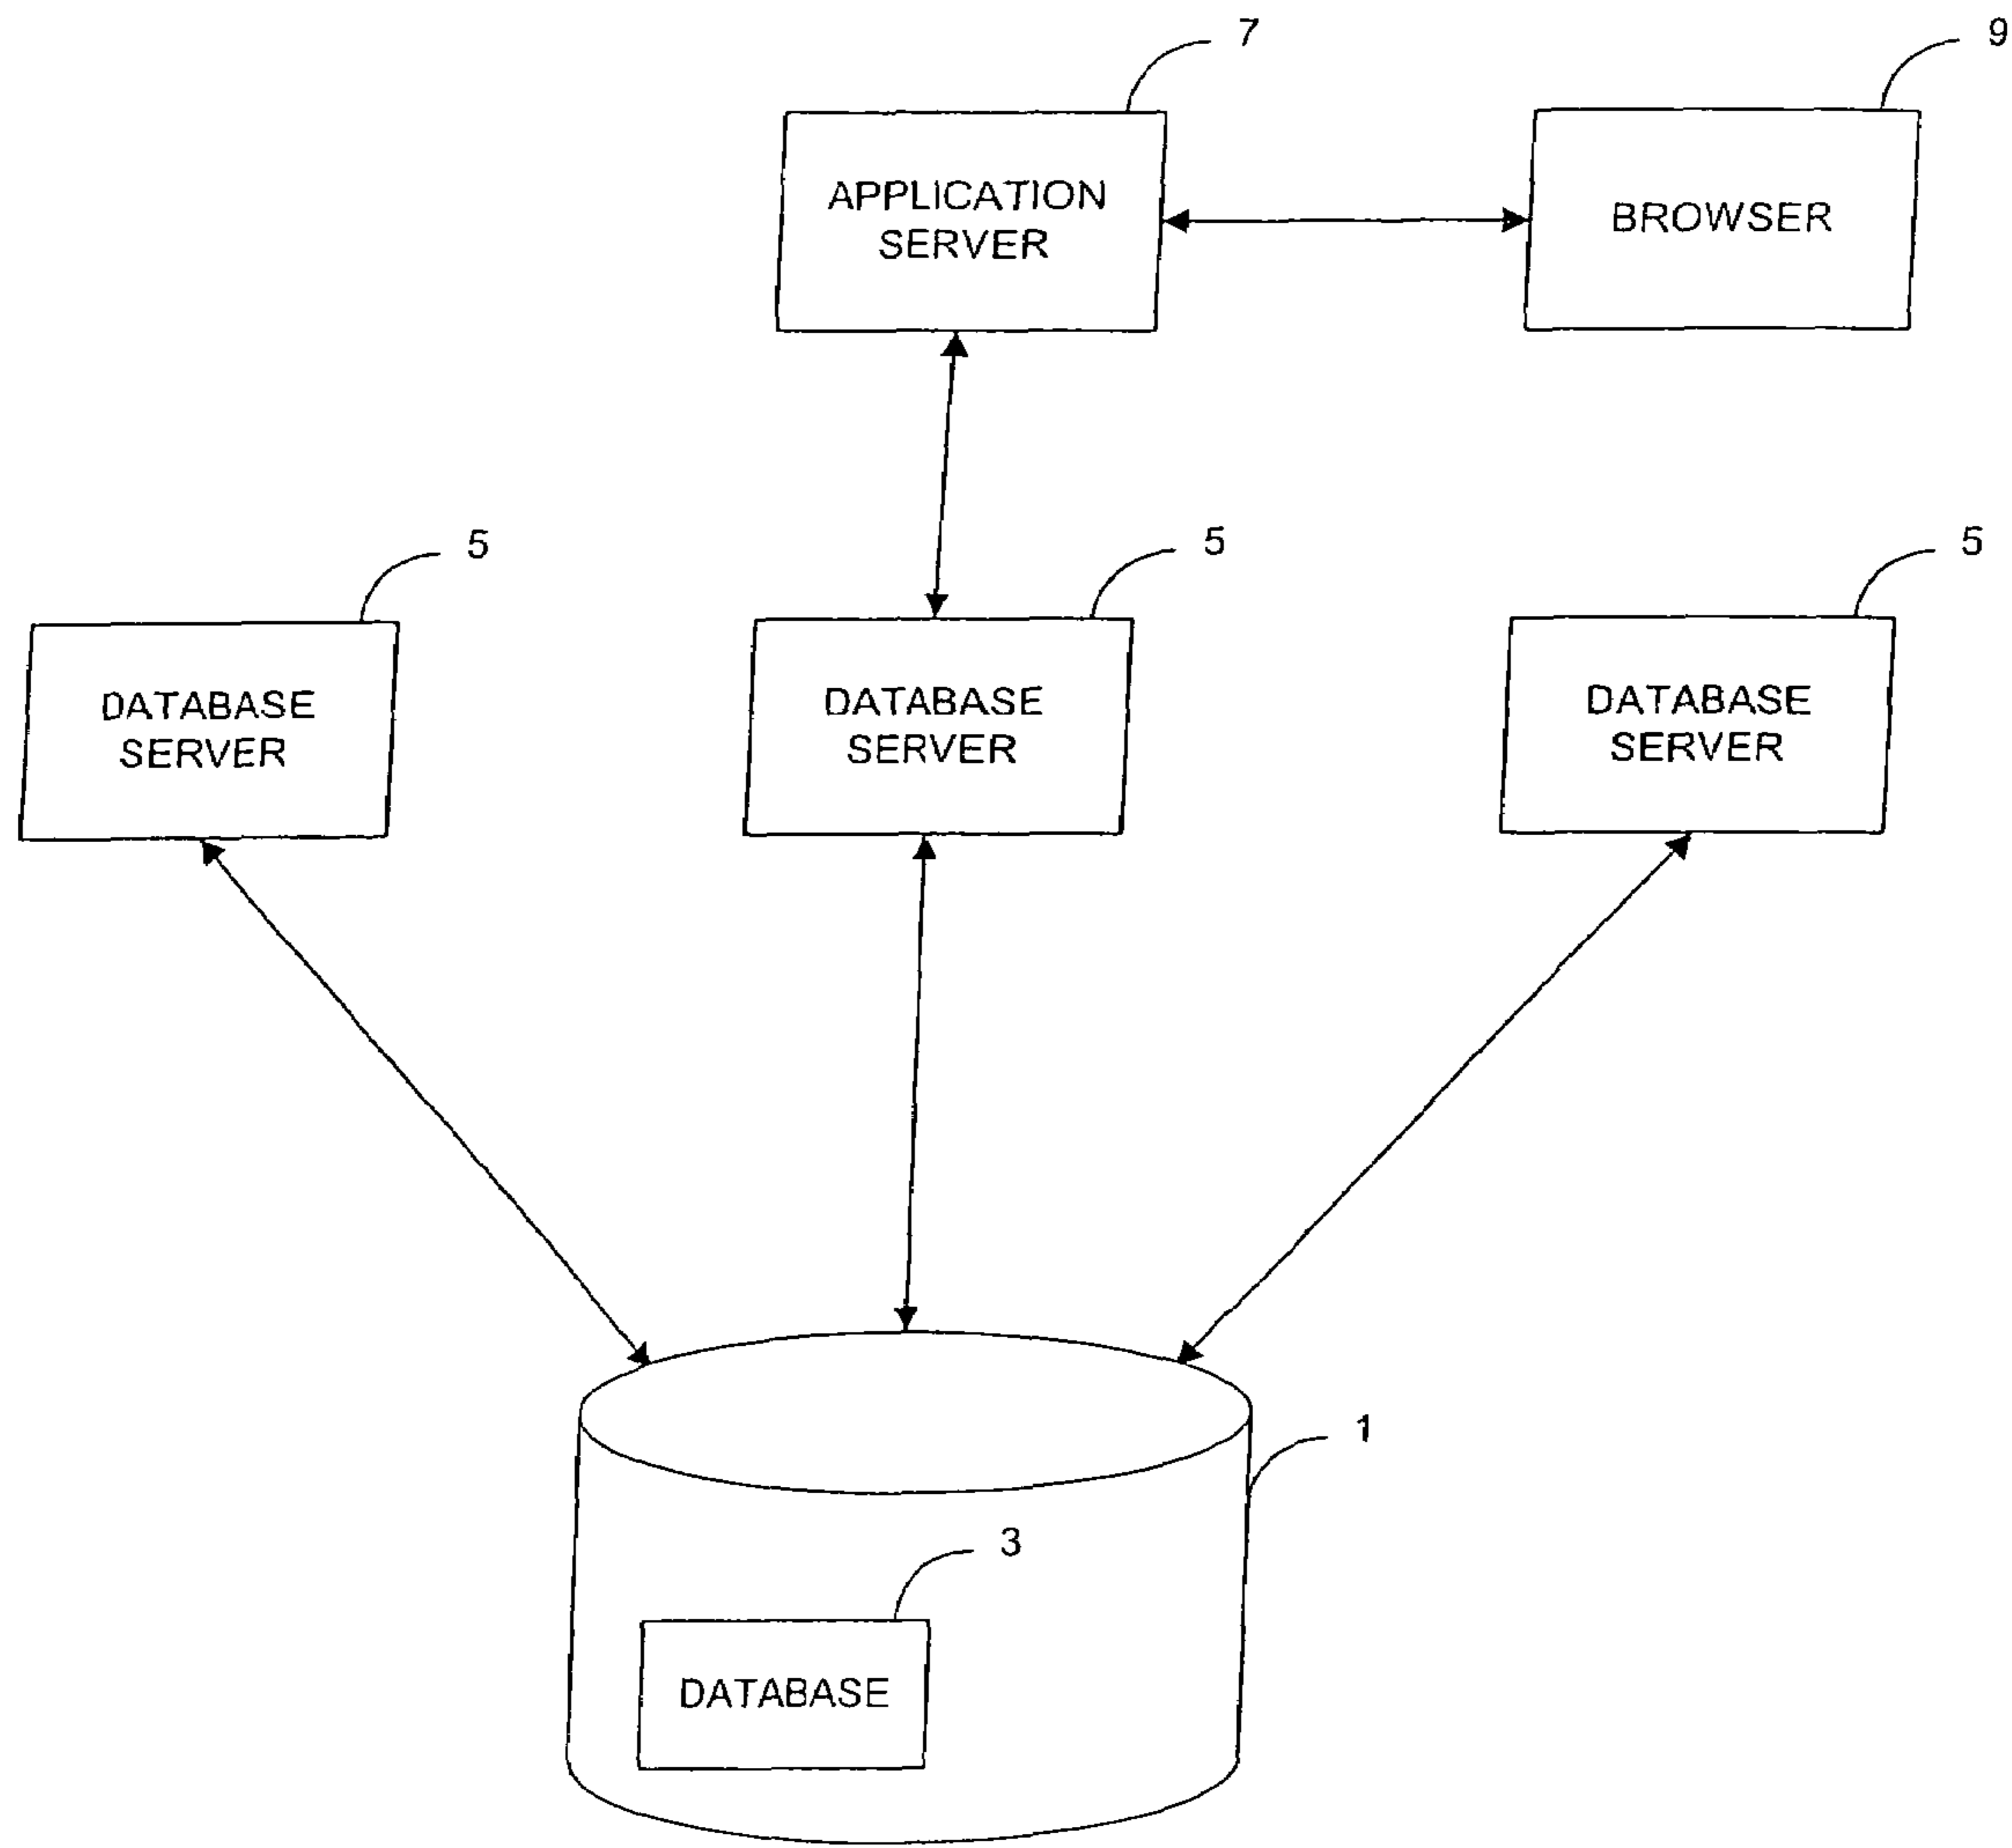 7
9
APPLICATION
SERVER
BROWSER
5
5
5
DATABASE
SERVER
DATABASE
SERVER
DATABASE
SERVER
1
3
DATABASE